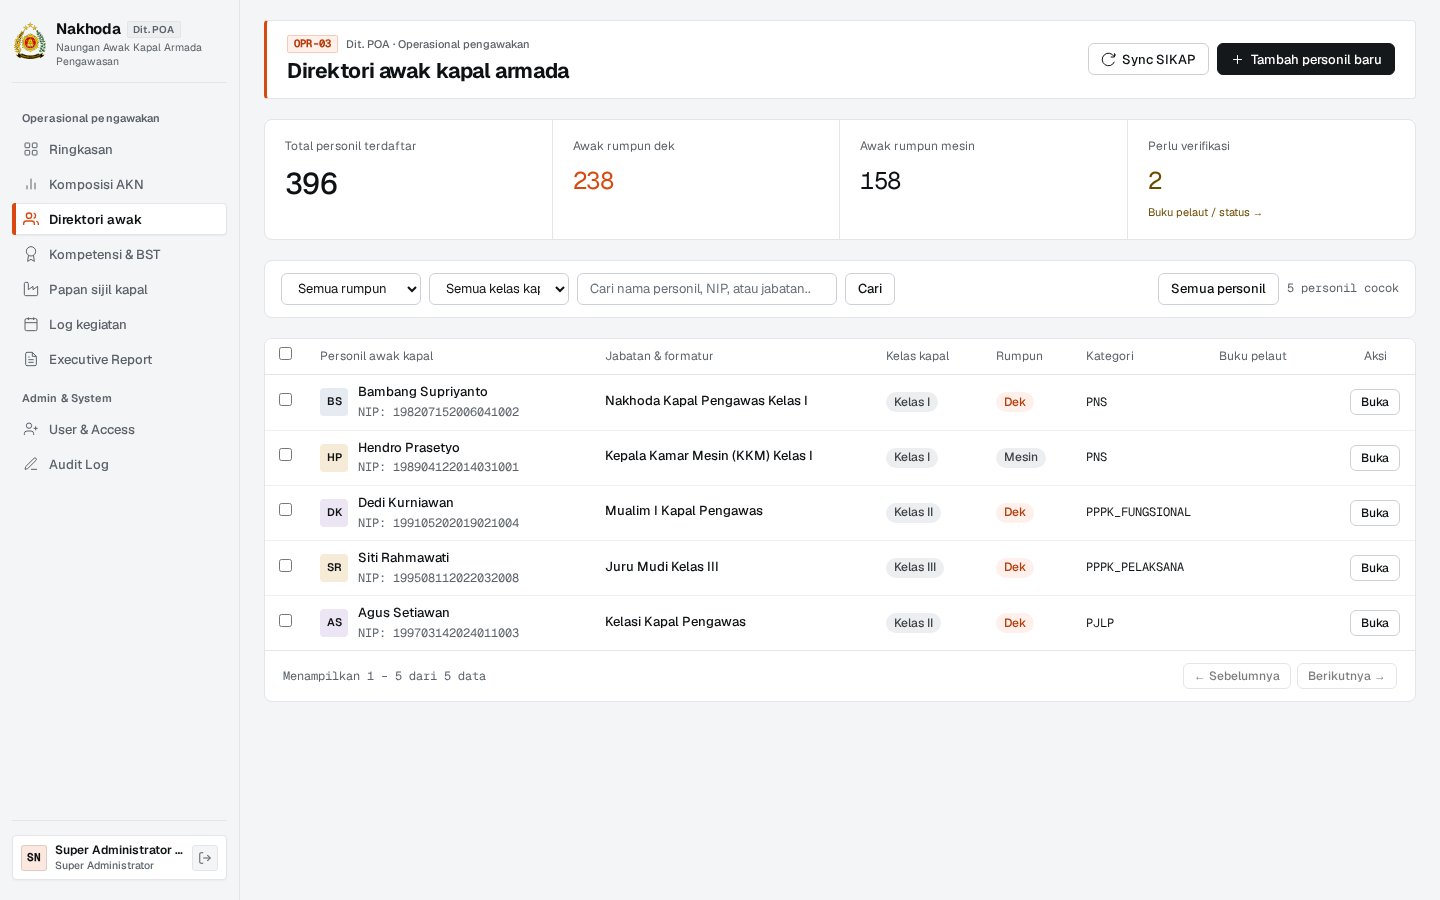 Nakhoda Dit. POA
Naungan Awak Kapal Armada
Pengawasan
Operasional pengawakan
Ringkasan
Komposisi AKN
Direktori awak
Kompetensi & BST
Papan sijil kapal
Log kegiatan
Executive Report
Admin & System
User & Access
Audit Log
SN Super Administrator ...
Super Administrator
OPR-03 Dit. POA · Operasional pengawakan
Direktori awak kapal armada
Sync SIKAP
+ Tambah personil baru
Total personil terdaftar
396
Awak rumpun dek
238
Awak rumpun mesin
158
Perlu verifikasi
2
Buku pelaut / status →
Semua rumpun
Semua kelas kap
Cari nama personil, NIP, atau jabatan..
Cari
Semua personil
5 personil cocok
Personil awak kapal Jabatan & formatur Kelas kapal Rumpun Kategori Buku pelaut Aksi
BS Bambang Supriyanto
NIP: 198207152006041002
Nakhoda Kapal Pengawas Kelas I Kelas I Dek PNS Buka
HP Hendro Prasetyo
NIP: 198904122014031001
Kepala Kamar Mesin (KKM) Kelas I Kelas I Mesin PNS Buka
DK Dedi Kurniawan
NIP: 199105202019021004
Mualim I Kapal Pengawas Kelas II Dek PPPK_FUNGSIONAL Buka
SR Siti Rahmawati
NIP: 199508112022032008
Juru Mudi Kelas III Kelas III Dek PPPK_PELAKSANA Buka
AS Agus Setiawan
NIP: 199703142024011003
Kelasi Kapal Pengawas Kelas II Dek PJLP Buka
Menampilkan 1 – 5 dari 5 data
← Sebelumnya
Berikutnya →